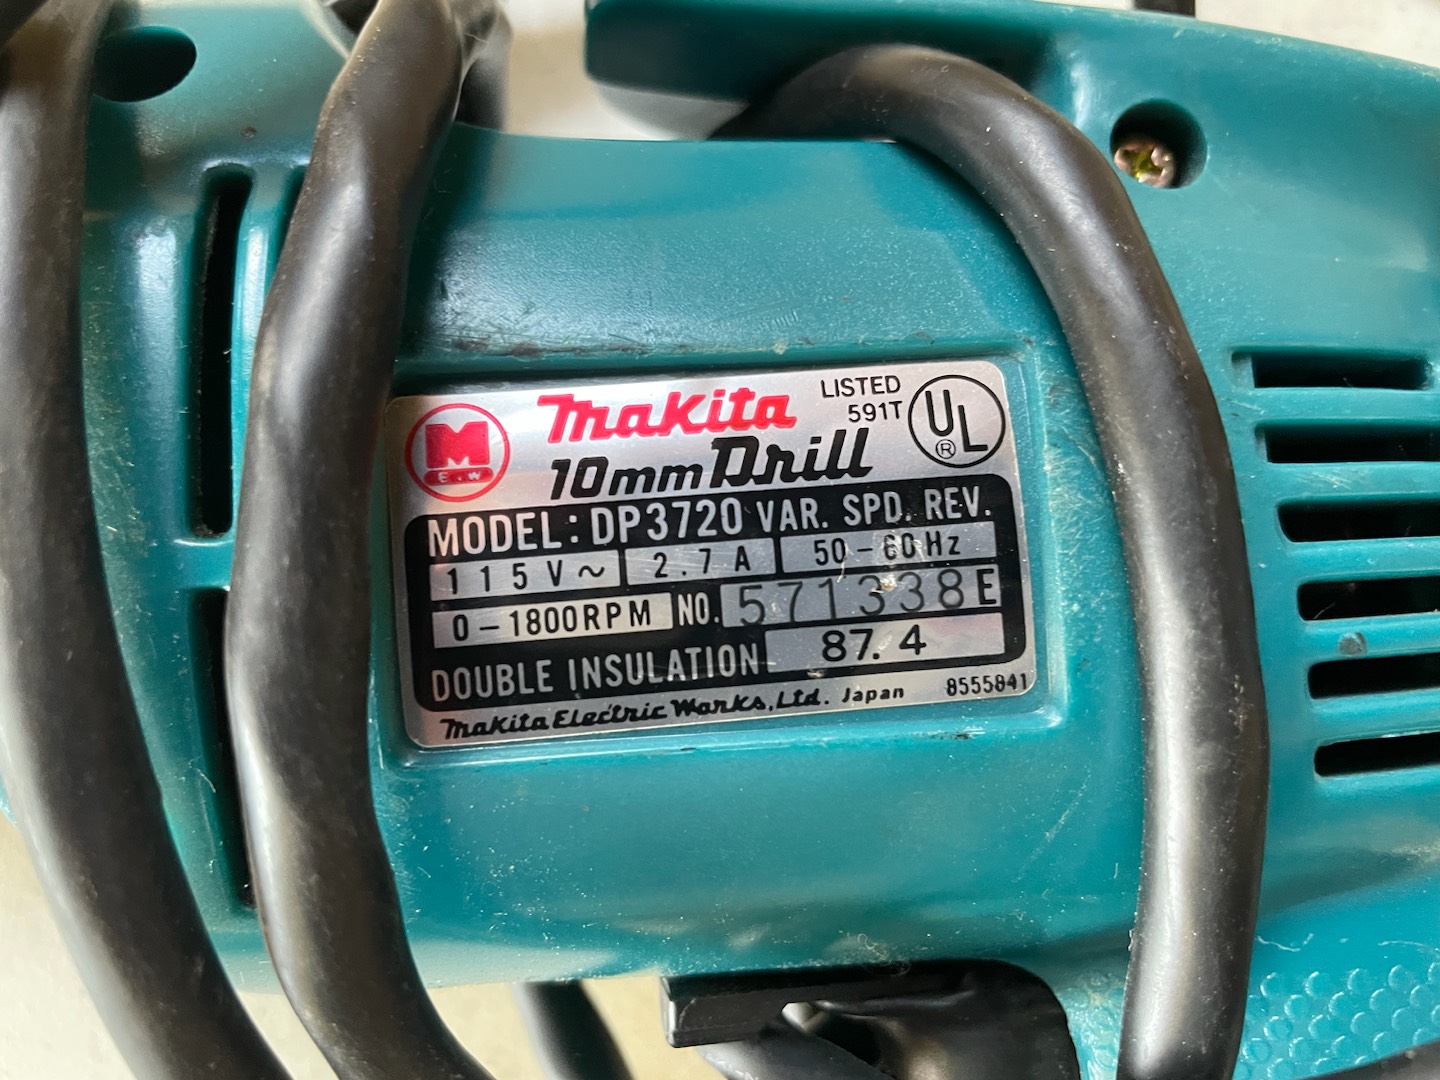 M
E.W
Makita
LISTED
591T
UL
®
10mm Drill
MODEL: DP3720 VAR. SPD. REV.
115V~ 2.7A 50-60Hz
0-1800RPM NO. 571338E
DOUBLE INSULATION 87.4
Makita Electric Works, Ltd. Japan 8555841